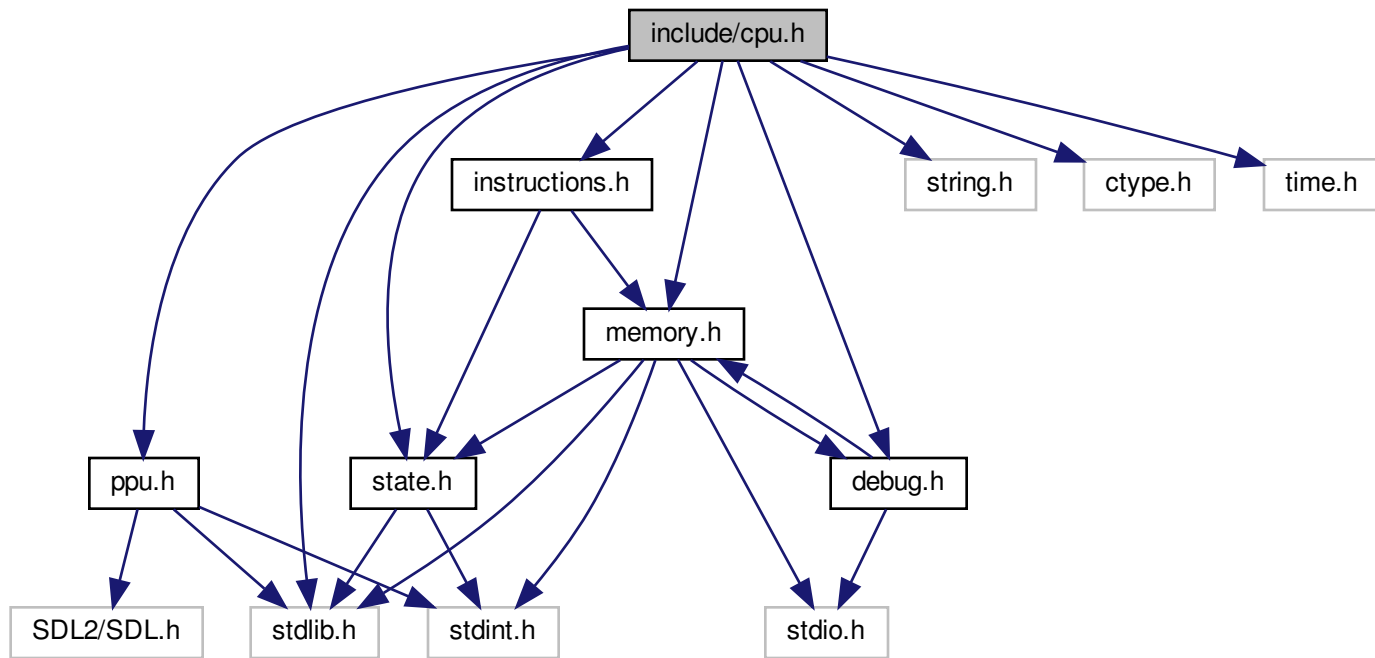 include/cpu.h
instructions.h
string.h
ctype.h
time.h
memory.h
ppu.h
state.h
debug.h
SDL2/SDL.h
stdlib.h
stdint.h
stdio.h